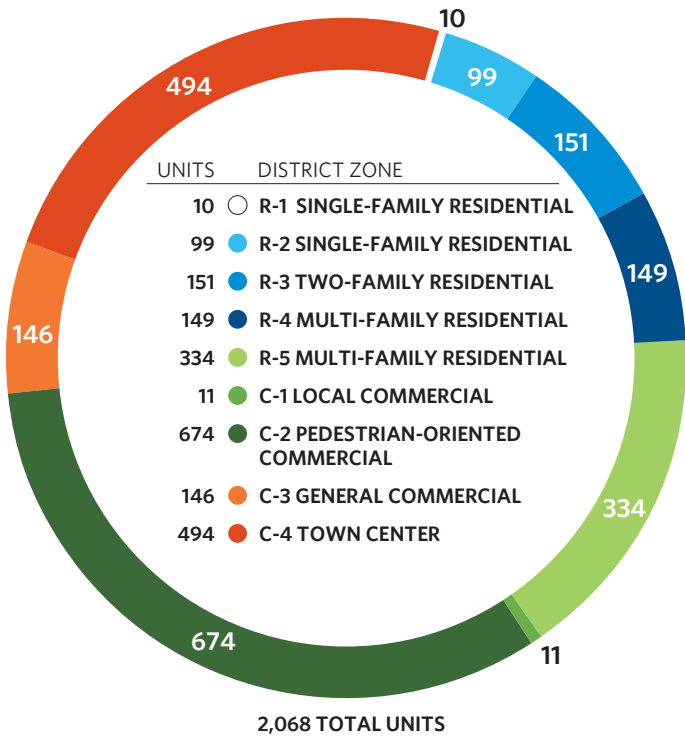 10
99
494
151
UNITS DISTRICT ZONE
10 R-1 SINGLE-FAMILY RESIDENTIAL
99 R-2 SINGLE-FAMILY RESIDENTIAL
151 R-3 TWO-FAMILY RESIDENTIAL
149
149 R-4 MULTI-FAMILY RESIDENTIAL
146
334 R-5 MULTI-FAMILY RESIDENTIAL
11 C-1 LOCAL COMMERCIAL
674 C-2 PEDESTRIAN-ORIENTED
COMMERCIAL
146 C-3 GENERAL COMMERCIAL
334
494 C-4 TOWN CENTER
674
11
2,068 TOTAL UNITS